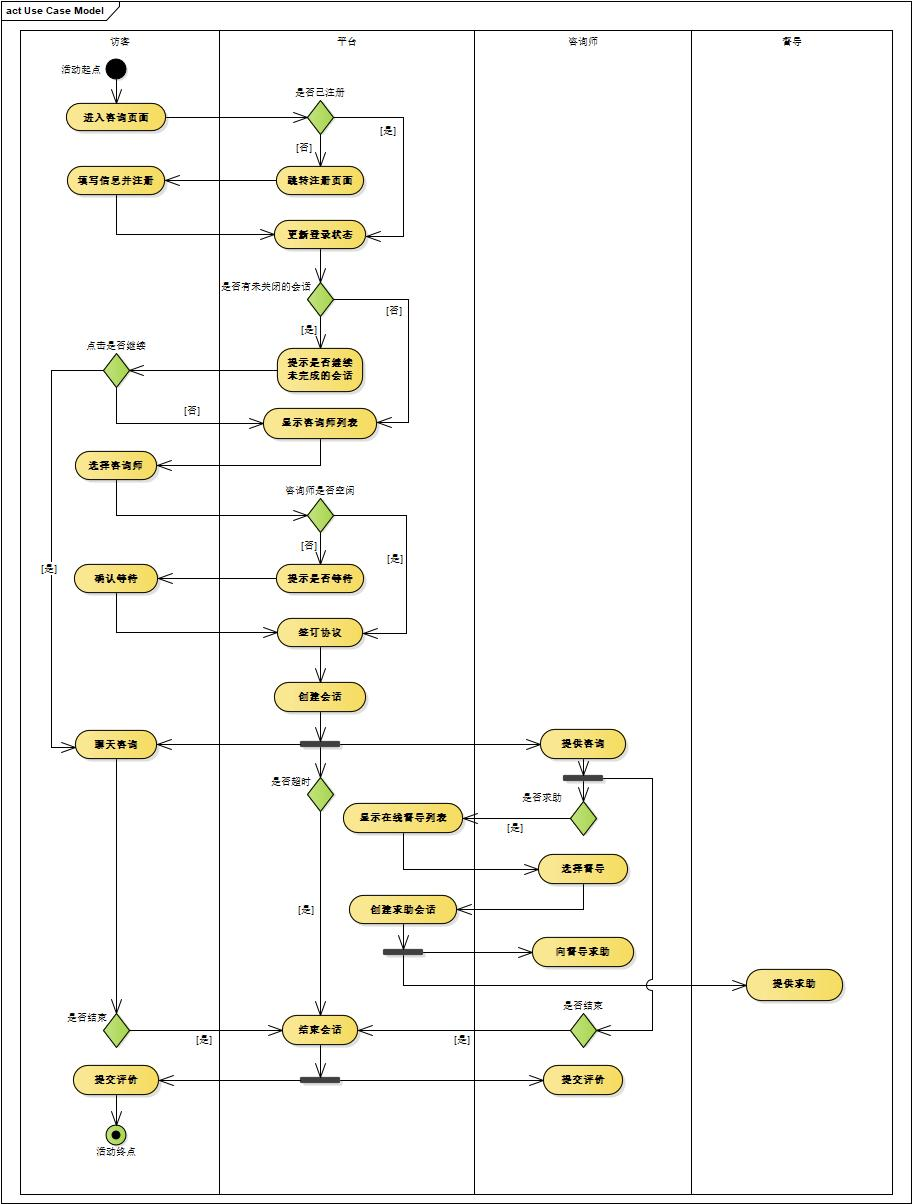 act Use Case Model
访客
平台
咨询师
督导
活动起点
是否已注册
进入咨询页面
[是]
[否]
填写信息并注册
跳转注册页面
更新登录状态
是否有未关闭的会话
[否]
[是]
点击是否继续
提示是否继续
未完成的会话
[否]
显示咨询师列表
选择咨询师
咨询师是否空闲
[否]
[是]
[是]
确认等待
提示是否等待
签订协议
创建会话
聊天咨询
提供咨询
是否超时
是否求助
显示在线督导列表
[是]
选择督导
[是]
创建求助会话
向督导求助
提供求助
是否结束
是否结束
结束会话
[是]
[是]
提交评价
提交评价
活动终点